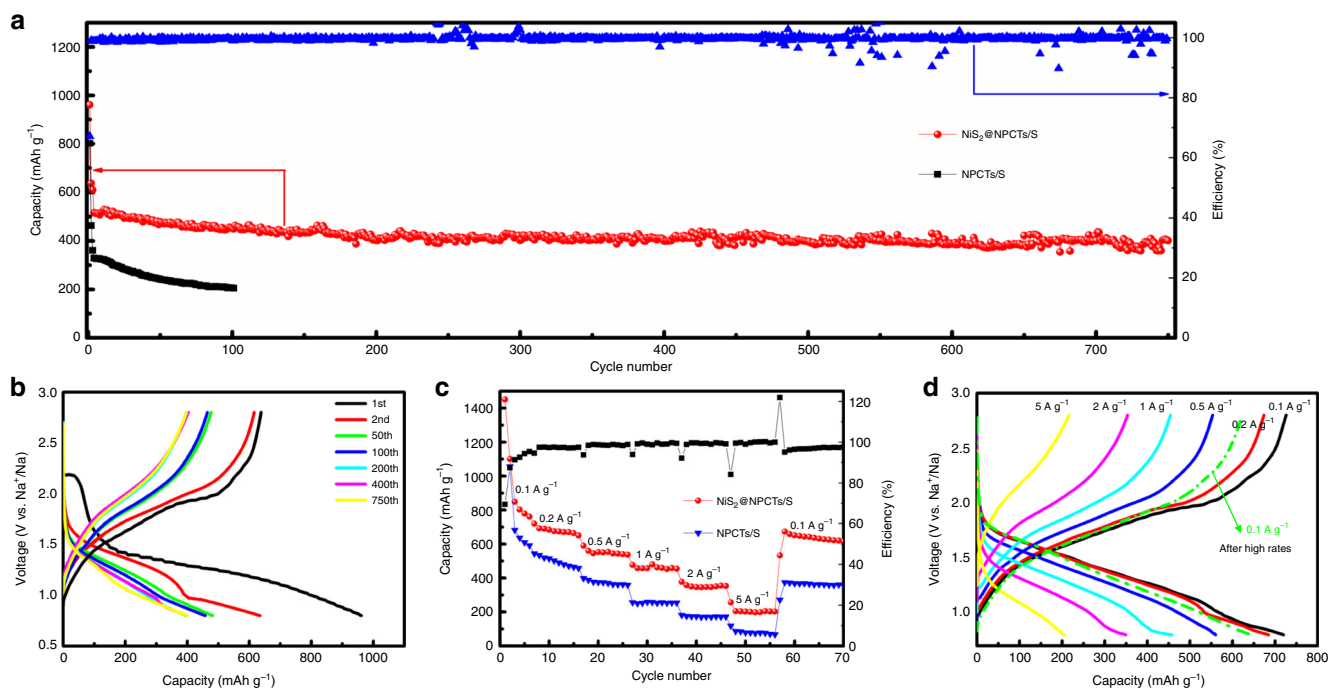 a
1200
1000
800
600
400
200
0
Capacity (mAh g⁻¹)
0
100
200
300
400
500
600
700
Cycle number
100
80
60
40
20
0
Efficiency (%)
NiS₂@NPCTs/S
NPCTs/S
b
3.0
2.5
2.0
1.5
1.0
0.5
Voltage (V vs. Na⁺/Na)
0
200
400
600
800
1000
Capacity (mAh g⁻¹)
1st
2nd
50th
100th
200th
400th
750th
c
1400
1200
1000
800
600
400
200
0
Capacity (mAh g⁻¹)
0
10
20
30
40
50
60
70
Cycle number
120
100
80
60
40
20
0
Efficiency (%)
0.1 A g⁻¹
0.2 A g⁻¹
0.5 A g⁻¹
1 A g⁻¹
2 A g⁻¹
5 A g⁻¹
0.1 A g⁻¹
NiS₂@NPCTs/S
NPCTs/S
d
3.0
2.5
2.0
1.5
1.0
Voltage (V vs. Na⁺/Na)
0
100
200
300
400
500
600
700
800
Capacity (mAh g⁻¹)
5 A g⁻¹
2 A g⁻¹
1 A g⁻¹
0.5 A g⁻¹
0.1 A g⁻¹
0.2 A g⁻¹
0.1 A g⁻¹
After high rates